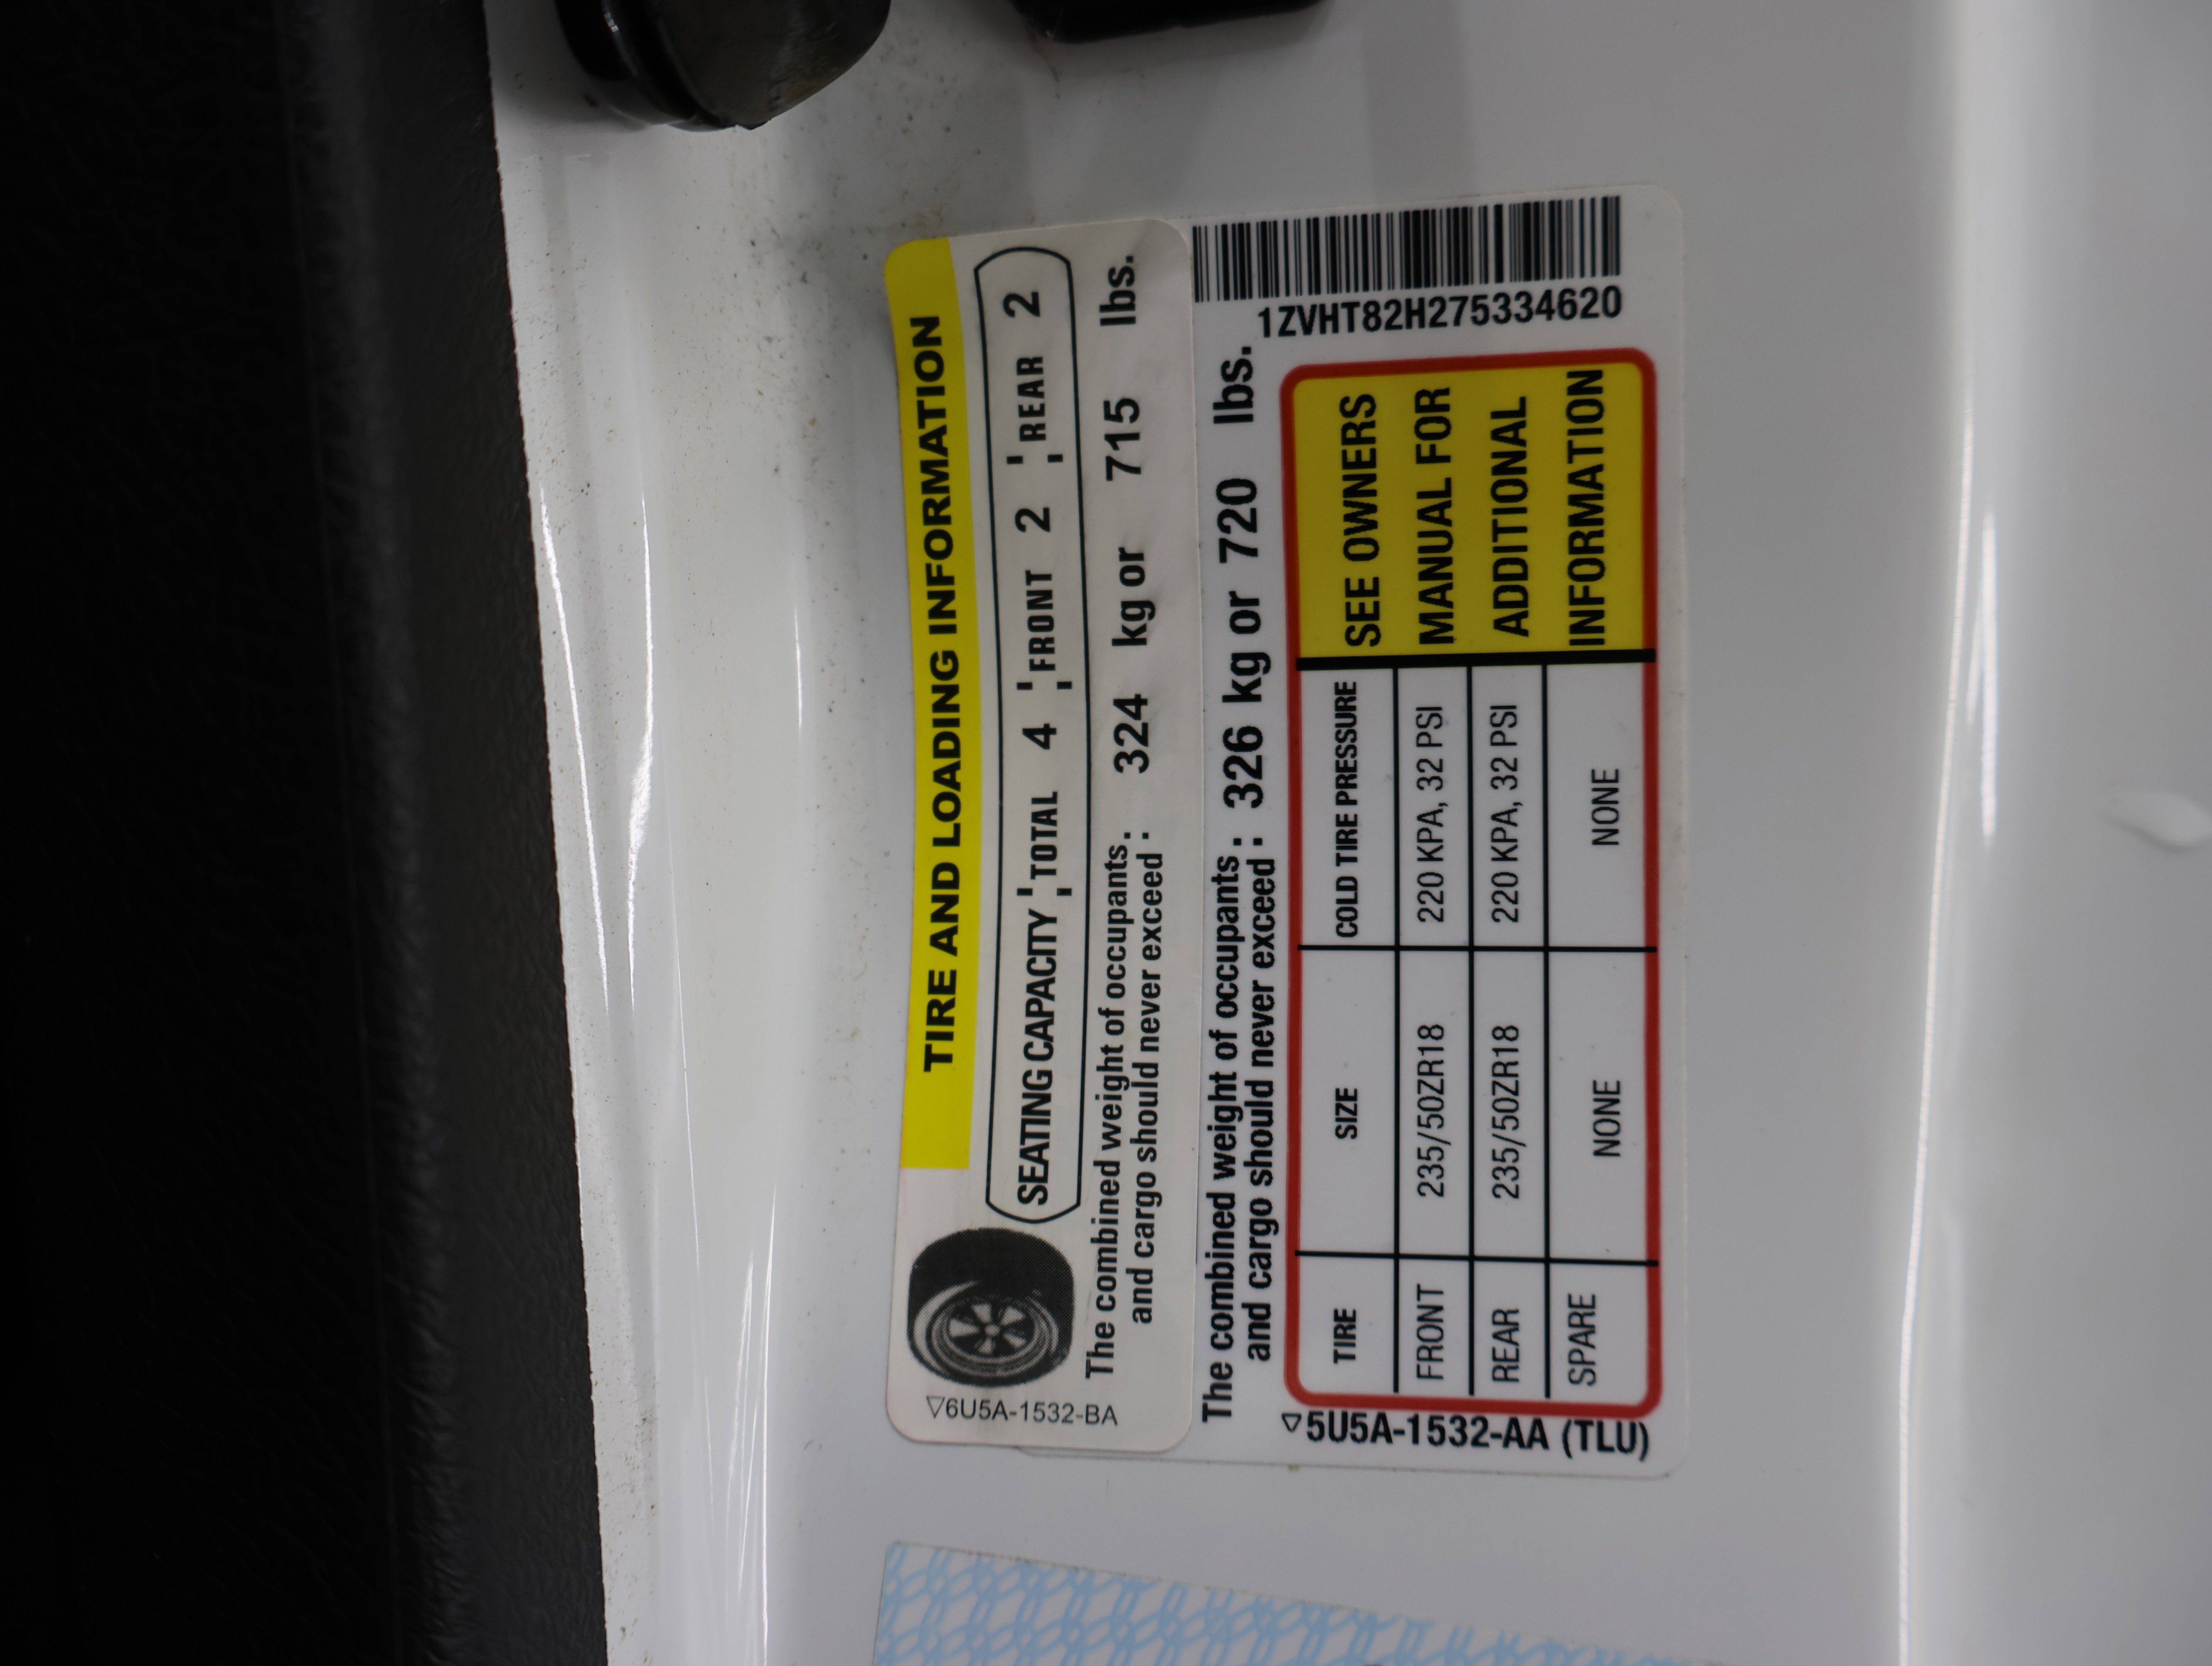 TIRE AND LOADING INFORMATION
SEATING CAPACITY TOTAL 4 FRONT 2 REAR 2
The combined weight of occupants
and cargo should never exceed : 324 kg or 715 lbs.
▽6U5A-1532-BA
The combined weight of occupants
and cargo should never exceed : 326 kg or 720 lbs.
TIRE SIZE COLD TIRE PRESSURE
FRONT 235/50ZR18 220 KPA, 32 PSI
REAR 235/50ZR18 220 KPA, 32 PSI
SPARE NONE NONE
SEE OWNERS
MANUAL FOR
ADDITIONAL
INFORMATION
▽5U5A-1532-AA (TLU)
1ZVHT82H275334620